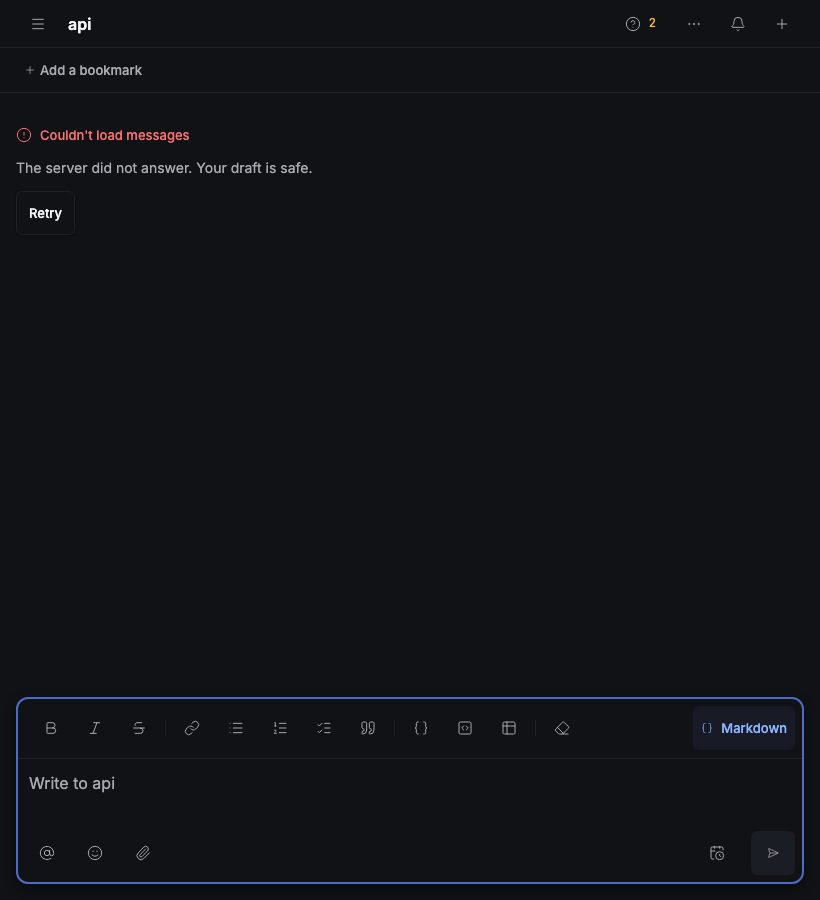 api
2
+ Add a bookmark
Couldn't load messages
The server did not answer. Your draft is safe.
Retry
Markdown
Write to api